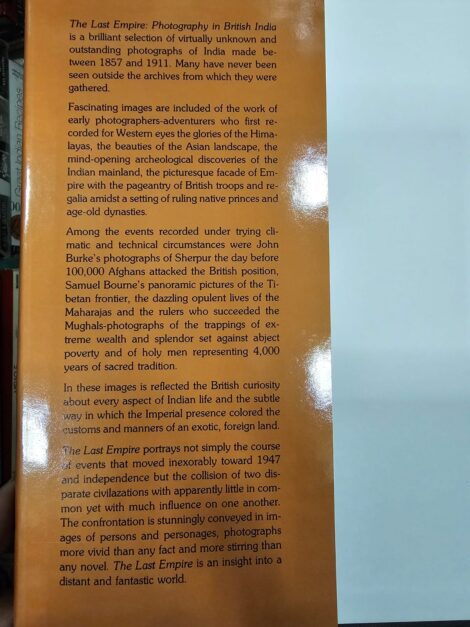 The Last Empire: Photography in British India
is a brilliant selection of virtually unknown and
outstanding photographs of India made be-
tween 1857 and 1911. Many have never been
seen outside the archives from which they were
gathered.
Fascinating images are included of the work of
early photographers-adventurers who first re-
corded for Western eyes the glories of the Hima-
layas, the beauties of the Asian landscape, the
mind-opening archeological discoveries of the
Indian mainland, the picturesque facade of Em-
pire with the pageantry of British troops and re-
galia amidst a setting of ruling native princes and
age-old dynasties.
Among the events recorded under trying cli-
matic and technical circumstances were John
Burke's photographs of Sherpur the day before
100,000 Afghans attacked the British position,
Samuel Bourne's panoramic pictures of the Ti-
betan frontier, the dazzling opulent lives of the
Maharajas and the rulers who succeeded the
Mughals-photographs of the trappings of ex-
treme wealth and splendor set against abject
poverty and of holy men representing 4,000
years of sacred tradition.
In these images is reflected the British curiosity
about every aspect of Indian life and the subtle
way in which the Imperial presence colored the
customs and manners of an exotic, foreign land.
The Last Empire portrays not simply the course
of events that moved inexorably toward 1947
and independence but the collision of two dis-
parate civilazations with apparently little in com-
mon yet with much influence on one another.
The confrontation is stunningly conveyed in im-
ages of persons and personages, photographs
more vivid than any fact and more stirring than
any novel. The Last Empire is an insight into a
distant and fantastic world.